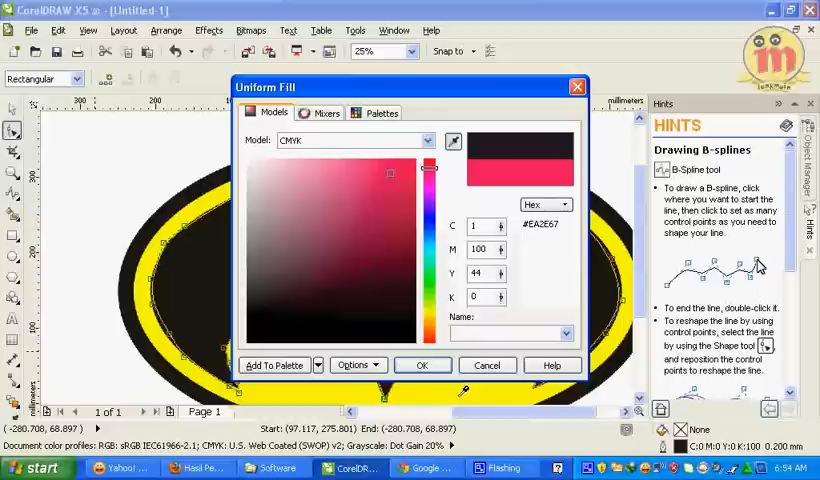 CorelDRAW X5 - [Untitled-1]
File Edit View Layout Arrange Effects Bitmaps Text Table Tools Window Help
25%
Snap to
Rectangular
200
100
millimeters
300
200
100
millimeters
Uniform Fill
Models
Mixers
Palettes
Model:
CMYK
Hex
#EA2E67
C 1
M 100
Y 44
K 0
Name:
Add To Palette
Options
OK
Cancel
Help
Hints
HINTS
Drawing B-splines
B-Spline tool
• To draw a B-spline, click
where you want to start the
line, then click to set as many
control points as you need to
shape your line.
• To end the line, double-click it.
• To reshape the line by using
control points, select the line
by using the Shape tool
and reposition the control
points to reshape the line.
Hints
1 of 1
Page 1
( -280.708, 68.897 )
Start: (97.117, 275.801) End: (-280.708, 68.897)
None
Document color profiles: RGB: sRGB IEC61966-2.1; CMYK: U.S. Web Coated (SWOP) v2; Grayscale: Dot Gain 20%
C:0 M:0 Y:0 K:100 0.200 mm
start
Yahoo! ...
Hasil Pe...
Software
CorelDR...
Google ...
Flashing
6:54 AM